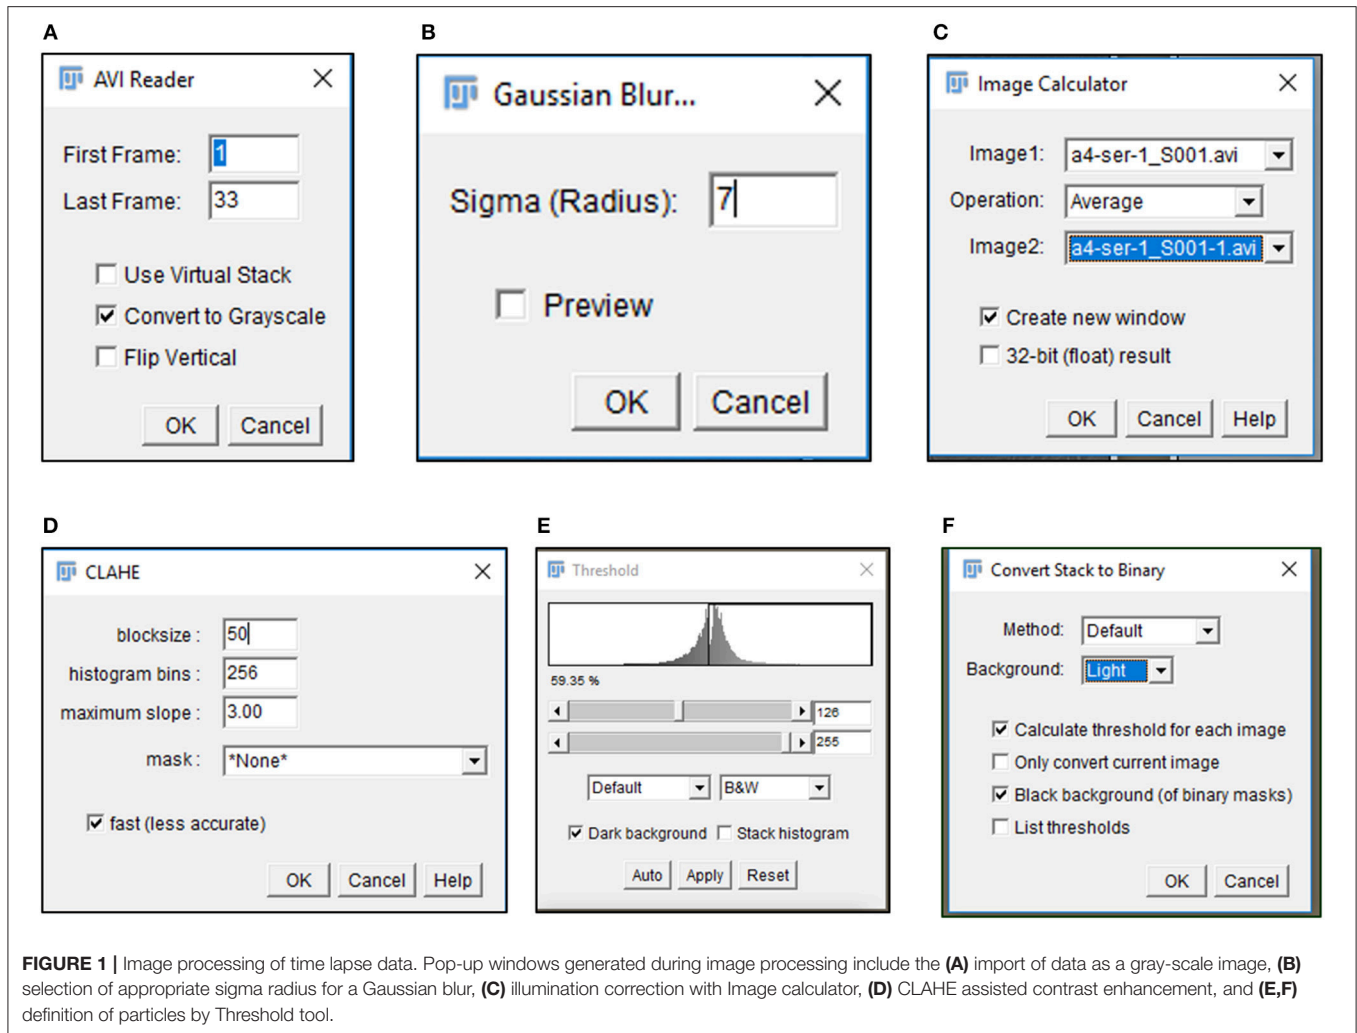 A
AVI Reader
First Frame: 1
Last Frame: 33
Use Virtual Stack
Convert to Grayscale
Flip Vertical
OK Cancel
B
Gaussian Blur...
Sigma (Radius): 7
Preview
OK Cancel
C
Image Calculator
Image1: a4-ser-1_S001.avi
Operation: Average
Image2: a4-ser-1_S001-1.avi
Create new window
32-bit (float) result
OK Cancel Help
D
CLAHE
blocksize : 50
histogram bins : 256
maximum slope : 3.00
mask : *None*
fast (less accurate)
OK Cancel Help
E
Threshold
59.35 %
126
255
Default B&W
Dark background Stack histogram
Auto Apply Reset
F
Convert Stack to Binary
Method: Default
Background: Light
Calculate threshold for each image
Only convert current image
Black background (of binary masks)
List thresholds
OK Cancel
FIGURE 1 | Image processing of time lapse data. Pop-up windows generated during image processing include the (A) import of data as a gray-scale image, (B)
selection of appropriate sigma radius for a Gaussian blur, (C) illumination correction with Image calculator, (D) CLAHE assisted contrast enhancement, and (E,F)
definition of particles by Threshold tool.